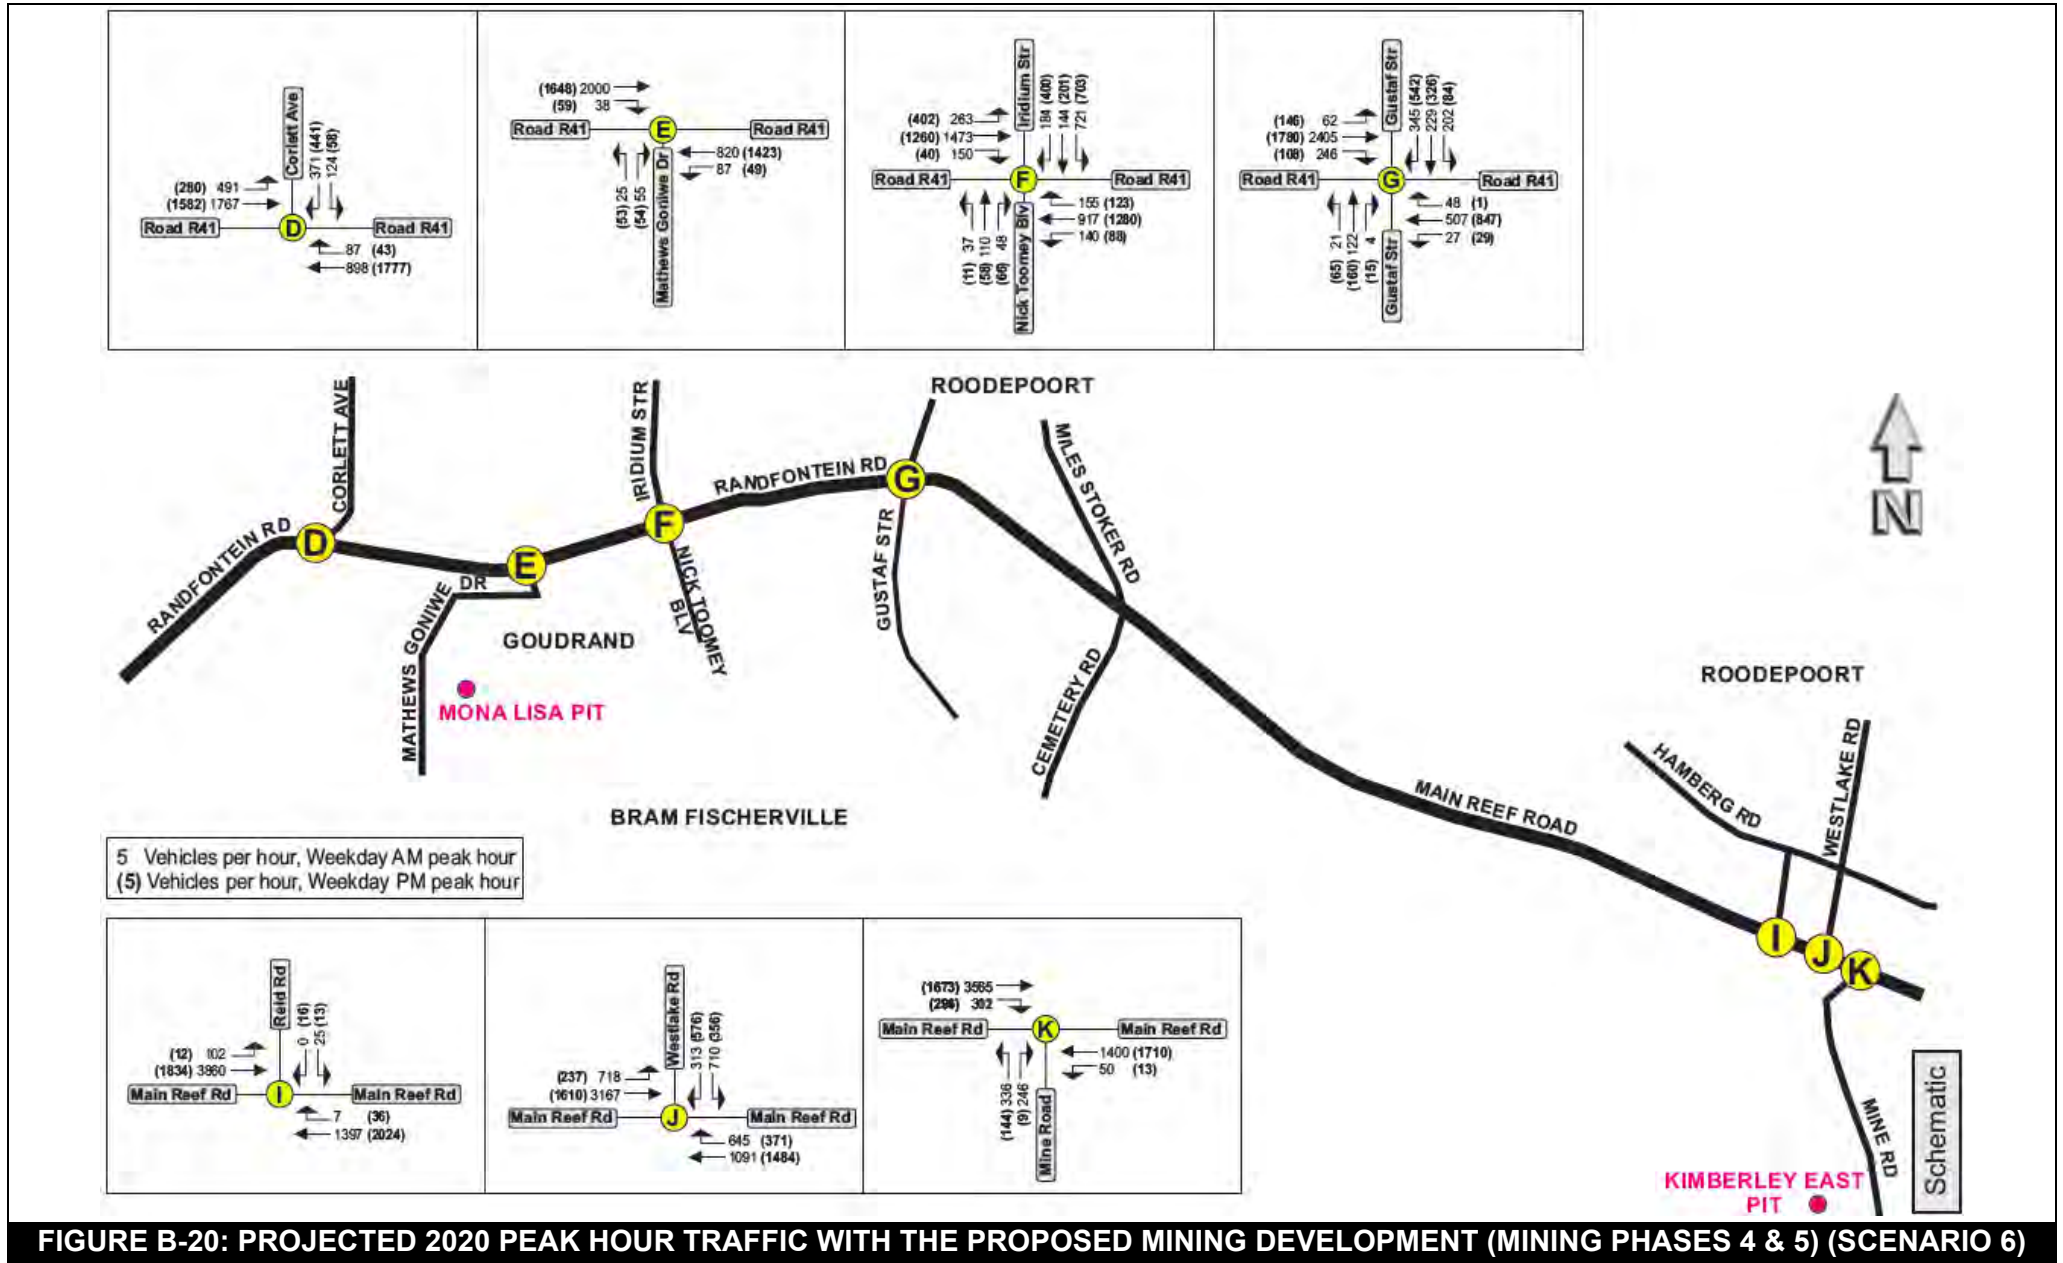 Corlett Ave
371 (441)
124 (58)
(280) 491
(1582) 1767
Road R41
D
Road R41
87 (43)
898 (1777)
(1648) 2000
(59) 38
Road R41
E
Road R41
820 (1423)
87 (49)
(53) 25
(54) 55
Mathews Goniwe Dr
Iridium Str
184 (400)
144 (201)
721 (703)
(402) 263
(1260) 1473
(40) 150
Road R41
F
Road R41
155 (123)
917 (1280)
140 (88)
(11) 37
(58) 110
(66) 48
Nick Toomey Blv
Gustaf Str
345 (542)
229 (326)
202 (84)
(146) 62
(1780) 2405
(108) 246
Road R41
G
Road R41
48 (1)
507 (847)
27 (29)
(65) 21
(160) 122
(15) 4
Gustaf Str
ROODEPOORT
CORLETT AVE
IRIDIUM STR
MILES STOKER RD
RANDFONTEIN RD
G
N
RANDFONTEIN RD
D
E
F
NICK TOOMEY
BLV
GUSTAF STR
MATHEWS GONIWE DR
GOUDRAND
MONA LISA PIT
CEMETERY RD
ROODEPOORT
HAMBERG RD
WESTLAKE RD
MAIN REEF ROAD
BRAM FISCHERVILLE
5 Vehicles per hour, Weekday AM peak hour
(5) Vehicles per hour, Weekday PM peak hour
I
J
K
MINE RD
Schematic
KIMBERLEY EAST
PIT
Reid Rd
0 (16)
25 (13)
(12) 102
(1834) 3860
Main Reef Rd
I
Main Reef Rd
7 (36)
1397 (2024)
Westlake Rd
313 (576)
710 (356)
(237) 718
(1610) 3167
Main Reef Rd
J
Main Reef Rd
645 (371)
1091 (1484)
(1673) 3565
(296) 302
Main Reef Rd
K
Main Reef Rd
1400 (1710)
50 (13)
(144) 336
(9) 246
Mine Road
FIGURE B-20: PROJECTED 2020 PEAK HOUR TRAFFIC WITH THE PROPOSED MINING DEVELOPMENT (MINING PHASES 4 & 5) (SCENARIO 6)